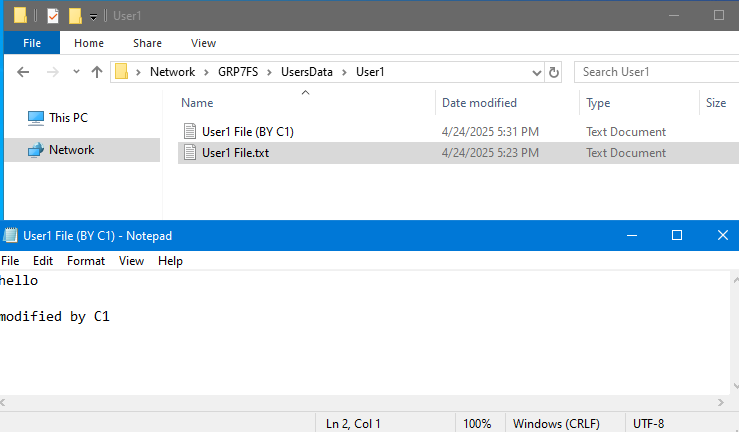 User1
File Home Share View
Network GRP7FS UsersData User1 Search User1
Name Date modified Type Size
This PC
Network
User1 File (BY C1) 4/24/2025 5:31 PM Text Document
User1 File.txt 4/24/2025 5:23 PM Text Document
User1 File (BY C1) - Notepad
File Edit Format View Help
hello
modified by C1
Ln 2, Col 1 100% Windows (CRLF) UTF-8